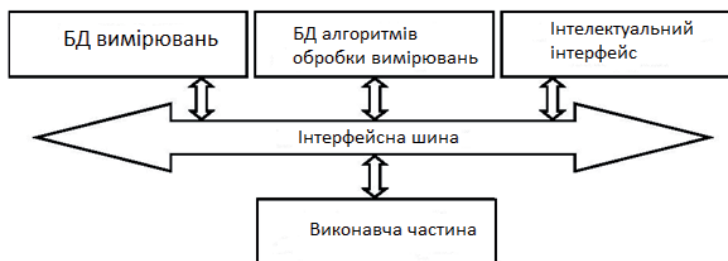 БД вимірювань
БД алгоритмів
обробки вимірювань
Інтелектуальний
інтерфейс
Інтерфейсна шина
Виконавча частина